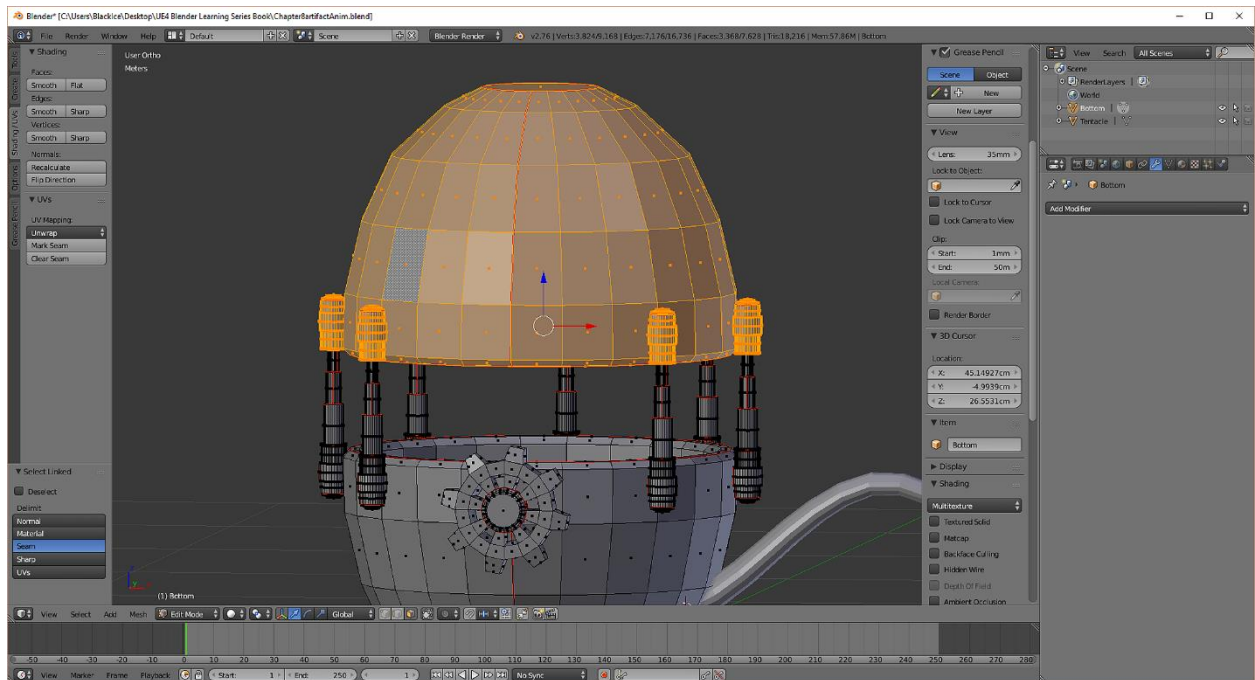 Blender* [C:\Users\BlackIce\Desktop\UE4 Blender Learning Series Book\Chapter8artifactAnim.blend]
File Render Window Help Default Scene Blender Render v2.76 | Verts:3,824/9,168 | Edges:7,176/16,736 | Faces:3,368/7,628 | Tris:18,216 | Mem:57.86M | Bottom
View Search All Scenes
Tools
Create
Shading / UVs
Options
Grease Pencil
Shading
Faces:
Smooth Flat
Edges:
Smooth Sharp
Vertices:
Smooth Sharp
Normals:
Recalculate
Flip Direction
UVs
UV Mapping:
Unwrap
Mark Seam
Clear Seam
Select Linked
Deselect
Delimit
Normal
Material
Seam
Sharp
UVs
User Ortho
Meters
(1) Bottom
Grease Pencil
Scene Object
New
New Layer
View
Lens: 35mm
Lock to Object:
Lock to Cursor
Lock Camera to View
Clip:
Start: 1mm
End: 50m
Local Camera:
Render Border
3D Cursor
Location:
X: 45.14927cm
Y: -4.9939cm
Z: 26.5531cm
Item
Bottom
Display
Shading
Multitexture
Textured Solid
Matcap
Backface Culling
Hidden Wire
Depth Of Field
Ambient Occlusion
Scene
RenderLayers
World
Bottom
Tentacle
Bottom
Add Modifier
View Select Add Mesh Edit Mode Global
-50 -40 -30 -20 -10 0 10 20 30 40 50 60 70 80 90 100 110 120 130 140 150 160 170 180 190 200 210 220 230 240 250 260 270 280
View Marker Frame Playback Start: 1 End: 250 1 No Sync